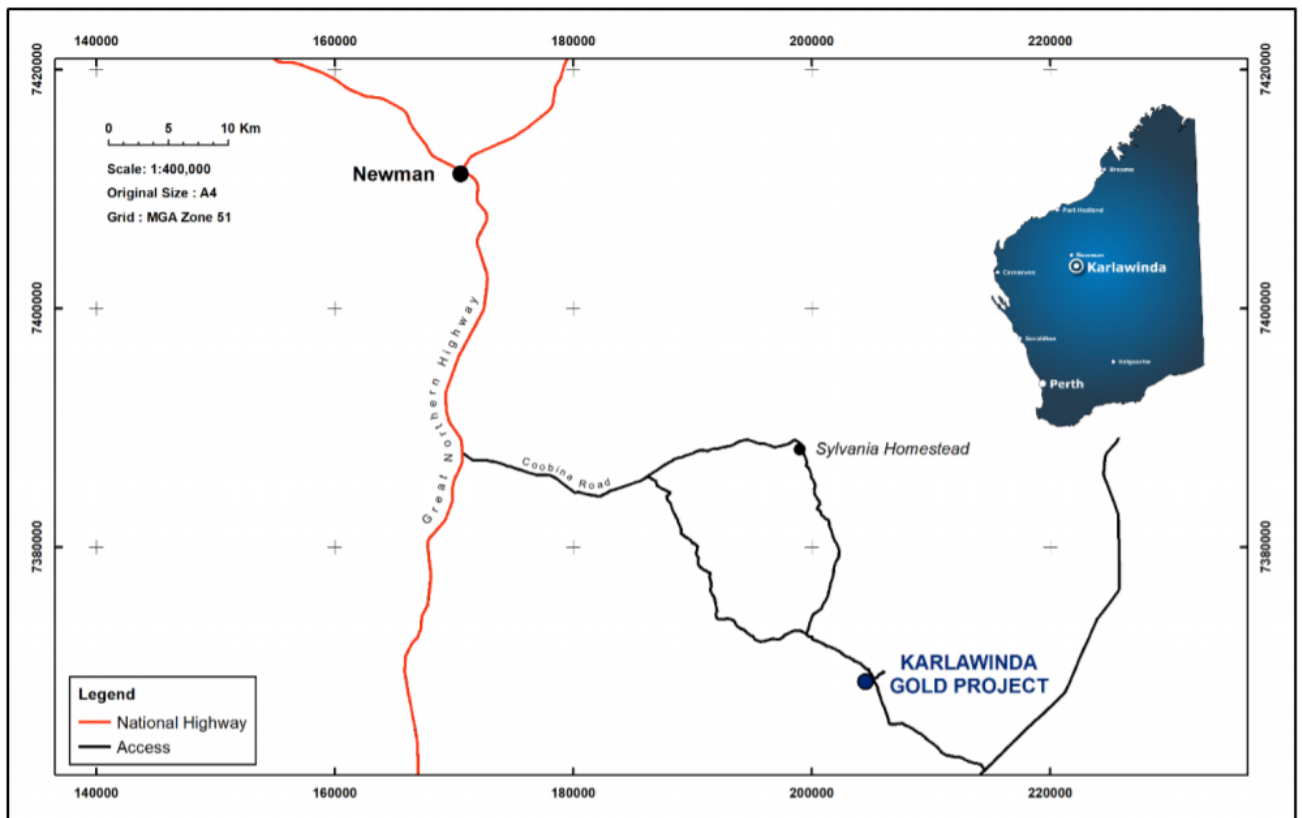 140000
160000
180000
200000
220000
7420000
7420000
0 5 10 Km
Scale: 1:400,000
Original Size : A4
Grid : MGA Zone 51
Newman
Broome
Port Hedland
Newman
Karlawinda
Carnarvon
Geraldton
Kalgoorlie
Perth
7400000
7400000
Great Northern Highway
Coobina Road
Sylvania Homestead
7380000
7380000
KARLAWINDA
GOLD PROJECT
Legend
National Highway
Access
140000
160000
180000
200000
220000